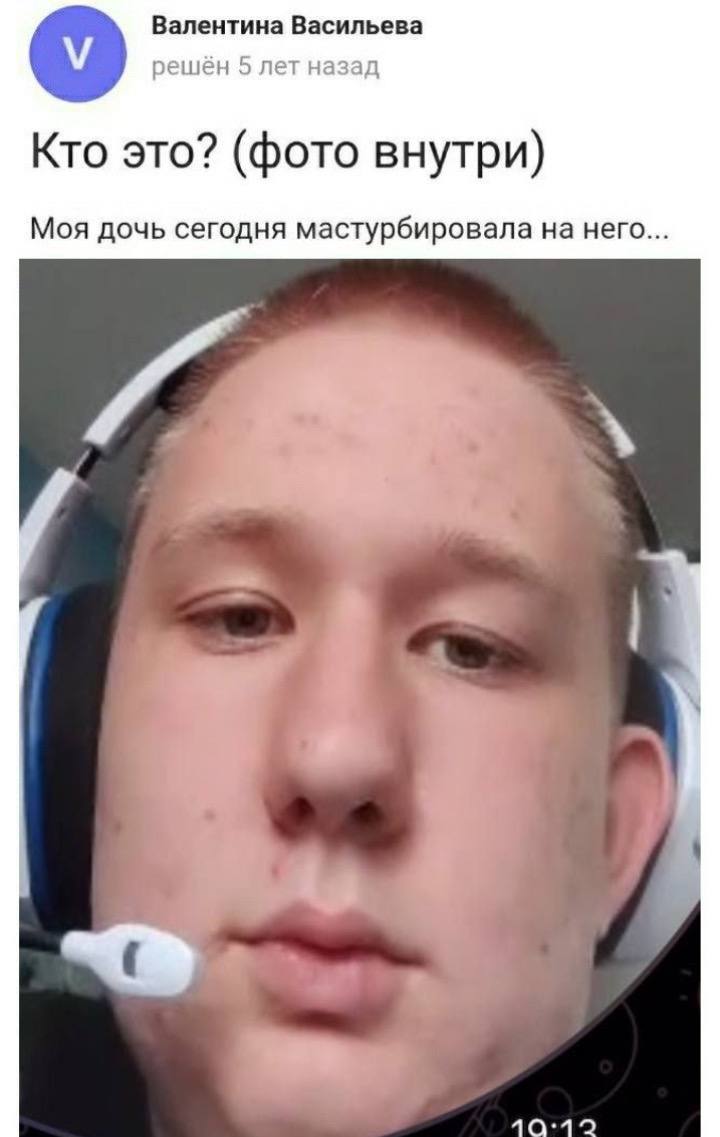 V
Валентина Васильева
решён 5 лет назад
Кто это? (фото внутри)
Моя дочь сегодня мастурбировала на него...
19:13